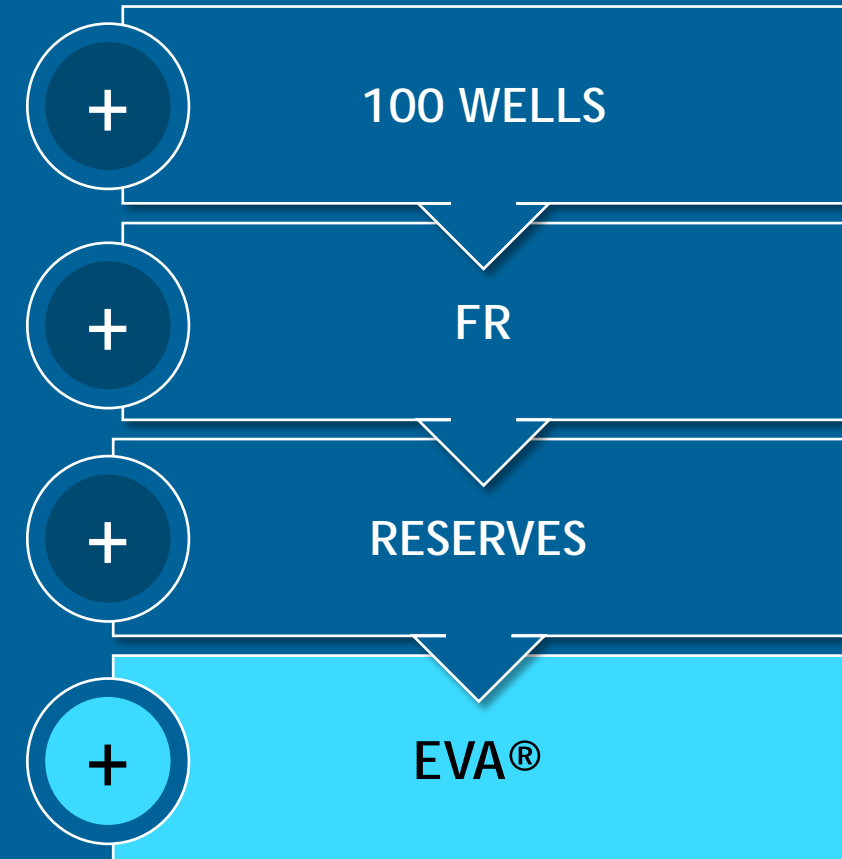 +
100 WELLS
+
FR
+
RESERVES
+
EVA®